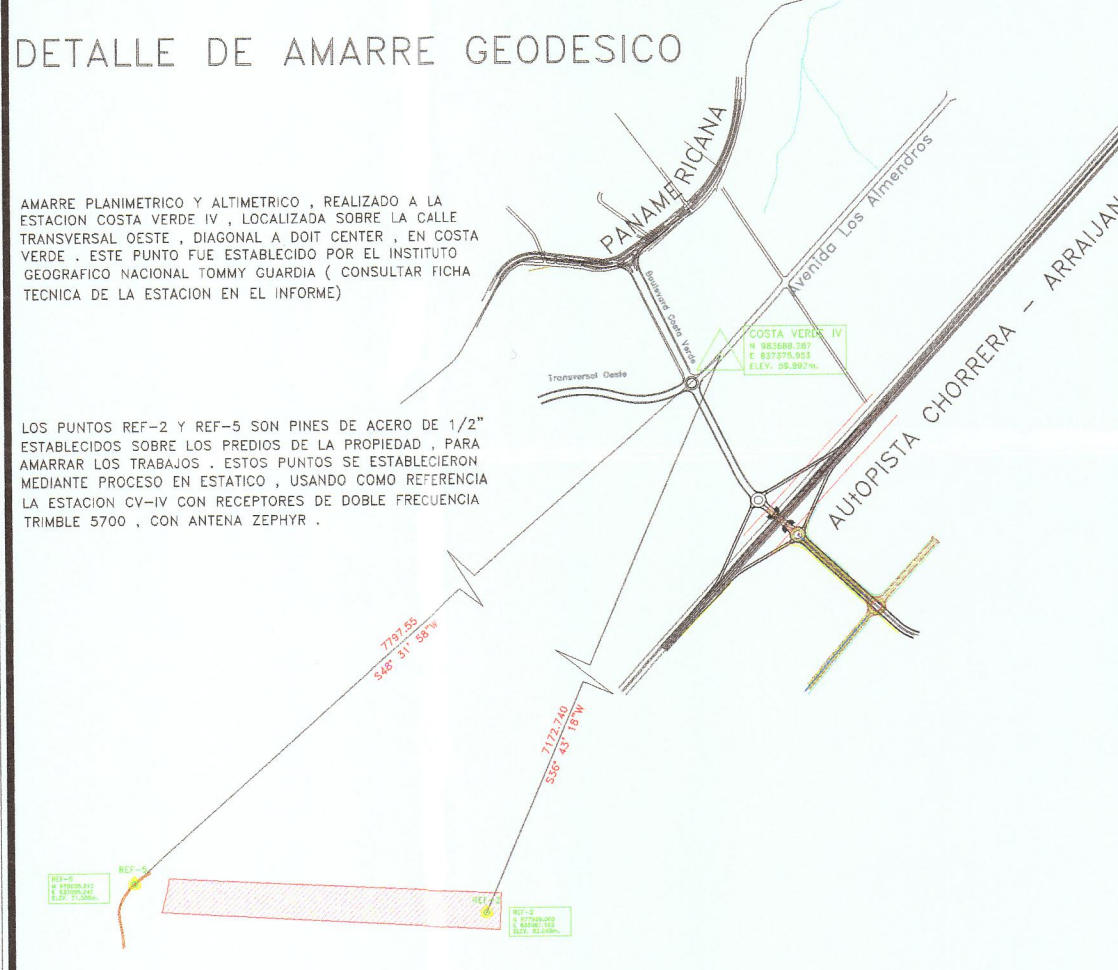 DETALLE DE AMARRE GEODESICO
AMARRE PLANIMETRICO Y ALTIMETRICO , REALIZADO A LA
ESTACION COSTA VERDE IV , LOCALIZADA SOBRE LA CALLE
TRANSVERSAL OESTE , DIAGONAL A DOIT CENTER , EN COSTA
VERDE . ESTE PUNTO FUE ESTABLECIDO POR EL INSTITUTO
GEOGRAFICO NACIONAL TOMMY GUARDIA ( CONSULTAR FICHA
TECNICA DE LA ESTACION EN EL INFORME)
PANAMERICANA
Avenida Los Almendros
Boulevard Costa Verde
Transversal Oeste
COSTA VERDE IV
AUTOPISTA CHORRERA - ARRAIJAN
LOS PUNTOS REF-2 Y REF-5 SON PINES DE ACERO DE 1/2"
ESTABLECIDOS SOBRE LOS PREDIOS DE LA PROPIEDAD , PARA
AMARRAR LOS TRABAJOS . ESTOS PUNTOS SE ESTABLECIERON
MEDIANTE PROCESO EN ESTATICO , USANDO COMO REFERENCIA
LA ESTACION CV-IV CON RECEPTORES DE DOBLE FRECUENCIA
TRIMBLE 5700 , CON ANTENA ZEPHYR .
7797.55
S48° 31' 58"W
7172.740
S36° 43' 18"W
REF-5
REF-5
REF-2
REF-2